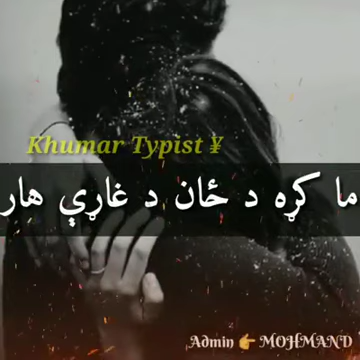 Khumar Typist ¥
ما کړه د ځان د غاړې هار
Admin 👉 MOHMAND